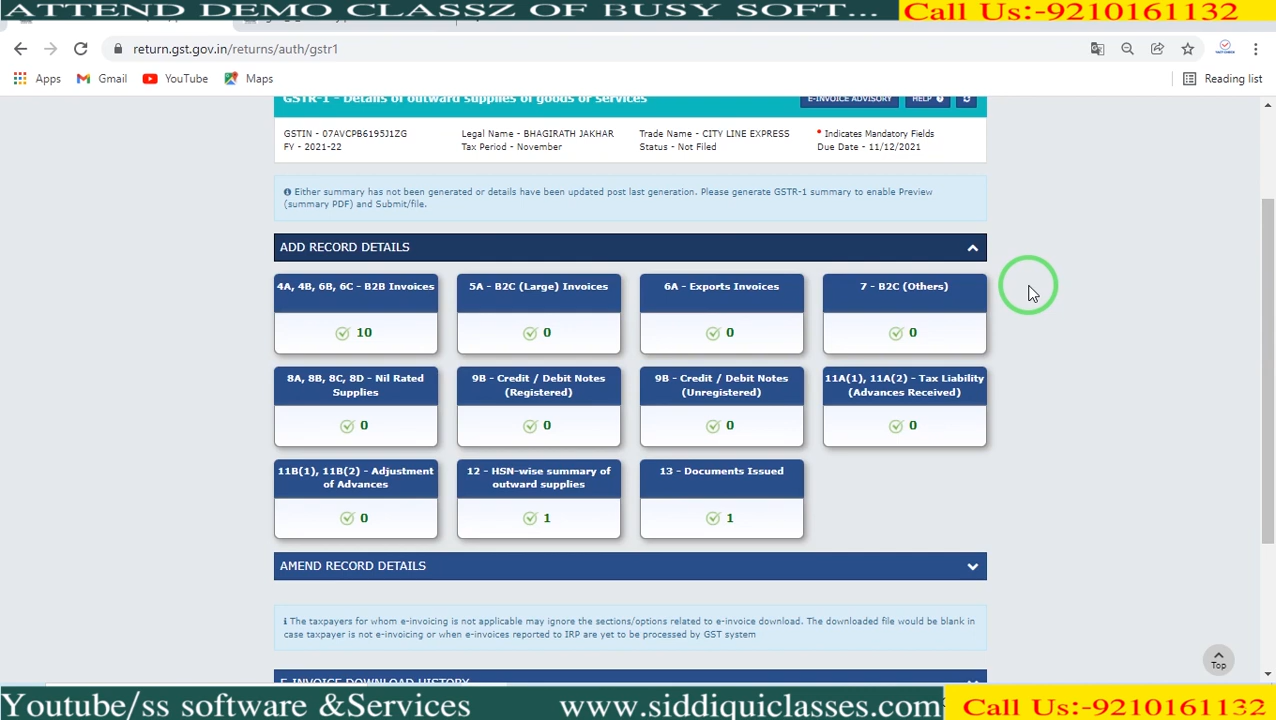 ATTEND DEMO CLASSZ OF BUSY SOFT...
Call Us:-9210161132
return.gst.gov.in/returns/auth/gstr1
Apps
Gmail
YouTube
Maps
Reading list
GSTR-1 - Details of outward supplies of goods or services
E-INVOICE ADVISORY
HELP
GSTIN - 07AVCPB6195J1ZG
Legal Name - BHAGIRATH JAKHAR
Trade Name - CITY LINE EXPRESS
• Indicates Mandatory Fields
FY - 2021-22
Tax Period - November
Status - Not Filed
Due Date - 11/12/2021
Either summary has not been generated or details have been updated post last generation. Please generate GSTR-1 summary to enable Preview
(summary PDF) and Submit/file.
ADD RECORD DETAILS
4A, 4B, 6B, 6C - B2B Invoices
10
5A - B2C (Large) Invoices
0
6A - Exports Invoices
0
7 - B2C (Others)
0
8A, 8B, 8C, 8D - Nil Rated
Supplies
0
9B - Credit / Debit Notes
(Registered)
0
9B - Credit / Debit Notes
(Unregistered)
0
11A(1), 11A(2) - Tax Liability
(Advances Received)
0
11B(1), 11B(2) - Adjustment
of Advances
0
12 - HSN-wise summary of
outward supplies
1
13 - Documents Issued
1
AMEND RECORD DETAILS
The taxpayers for whom e-invoicing is not applicable may ignore the sections/options related to e-invoice download. The downloaded file would be blank in
case taxpayer is not e-invoicing or when e-invoices reported to IRP are yet to be processed by GST system
Top
E-INVOICE DOWNLOAD HISTORY
Youtube/ss software &Services
www.siddiquiclasses.com
Call Us:-9210161132